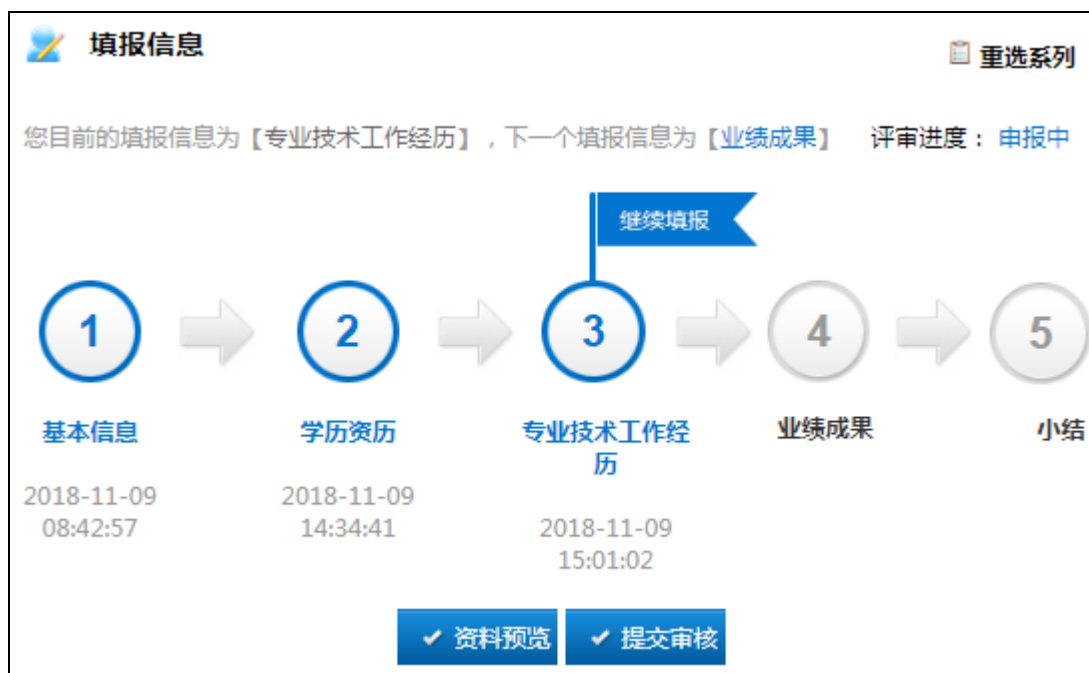 填报信息
重选系列
您目前的填报信息为【专业技术工作经历】,下一个填报信息为【业绩成果】 评审进度: 申报中
继续填报
1 2 3 4 5
基本信息 学历资历 专业技术工作经 业绩成果 小结
历
2018-11-09 2018-11-09
08:42:57 14:34:41 2018-11-09
15:01:02
资料预览 提交审核